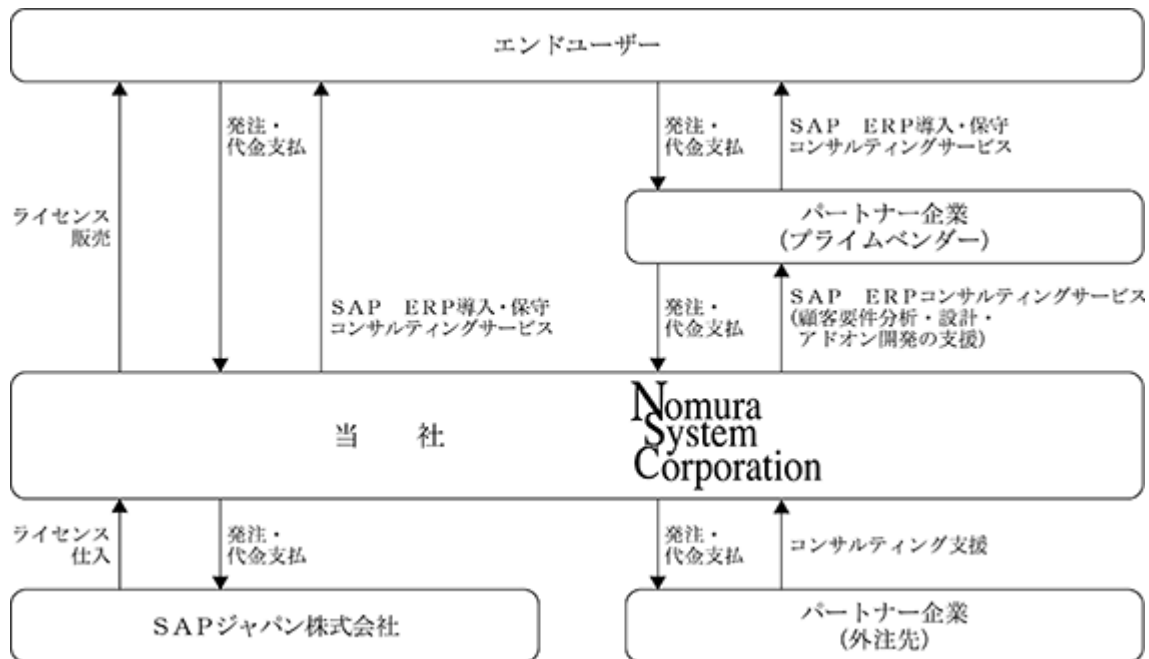 エンドユーザー
発注・
代金支払
発注・
代金支払
SAP ERP導入・保守
コンサルティングサービス
ライセンス
販売
パートナー企業
(プライムベンダー)
SAP ERP導入・保守
コンサルティングサービス
発注・
代金支払
SAP ERPコンサルティングサービス
(顧客要件分析・設計・
アドオン開発の支援)
当 社
Nomura
System
Corporation
ライセンス
仕入
発注・
代金支払
発注・
代金支払
コンサルティング支援
SAPジャパン株式会社
パートナー企業
(外注先)